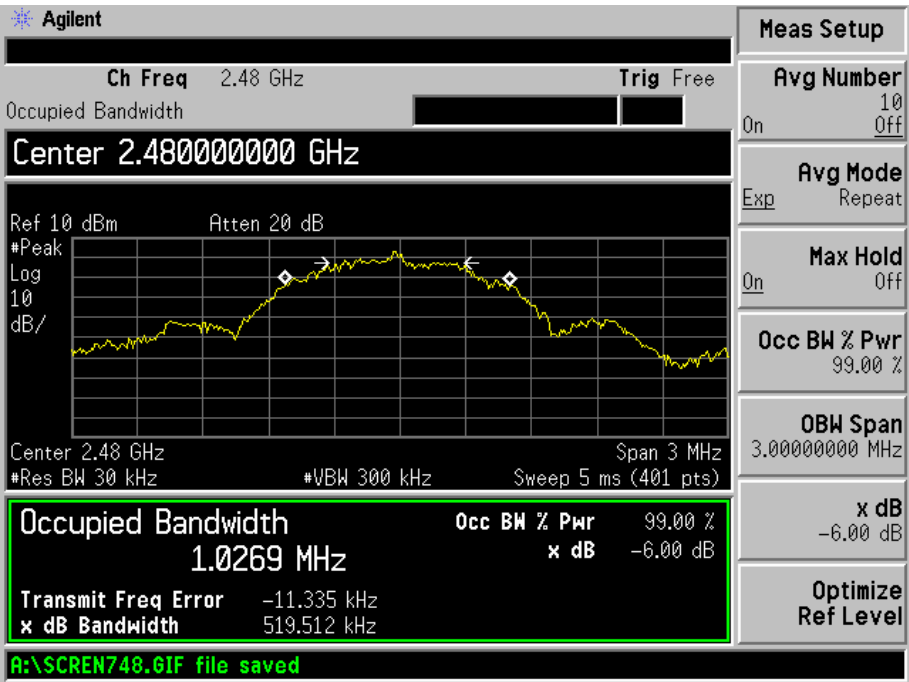 Agilent
Ch Freq 2.48 GHz Trig Free
Occupied Bandwidth
Center 2.480000000 GHz
Ref 10 dBm Atten 20 dB
#Peak
Log
10
dB/
Center 2.48 GHz Span 3 MHz
#Res BW 30 kHz #VBW 300 kHz Sweep 5 ms (401 pts)
Occupied Bandwidth Occ BW % Pwr 99.00 %
1.0269 MHz x dB -6.00 dB
Transmit Freq Error -11.335 kHz
x dB Bandwidth 519.512 kHz
A:\SCREN748.GIF file saved
Meas Setup
Avg Number
10
On Off
Avg Mode
Exp Repeat
Max Hold
On Off
Occ BW % Pwr
99.00 %
OBW Span
3.00000000 MHz
x dB
-6.00 dB
Optimize
Ref Level